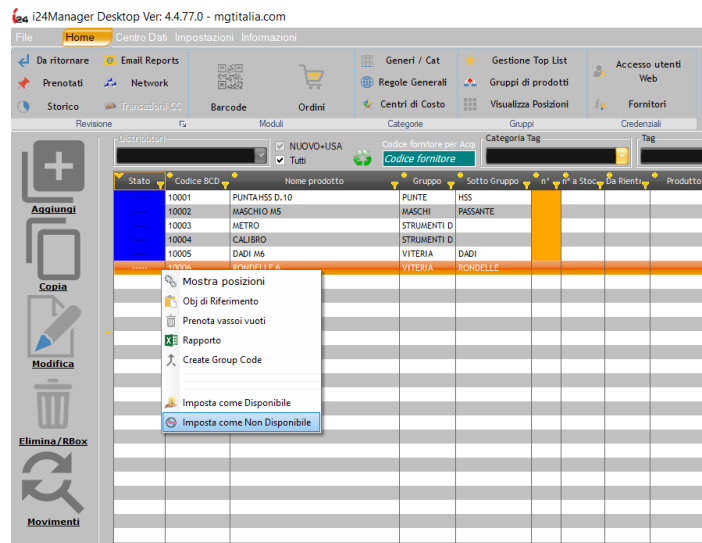 i24 i24Manager Desktop Ver: 4.4.77.0 - mgtitalia.com
File Home Centro Dati Impostazioni Informazioni
Da ritornare Email Reports Generi / Cat Gestione Top List Accesso utenti
Prenotati Network Regole Generali Gruppi di prodotti Web
Storico Transazioni CC Barcode Ordini Centri di Costo Visualizza Posizioni Fornitori
Revisione Moduli Categorie Gruppi Credenziali
Distributori NUOVO+USA Codice fornitore per Acqu Categoria Tag Tag
Tutti Codice fornitore
Stato Codice BCD Nome prodotto Gruppo Sotto Gruppo n° n° a Stoc Da Rientr Produtto
Aggiungi
10001 PUNTA HSS D.10 PUNTE HSS
10002 MASCHIO M5 MASCHI PASSANTE
10003 METRO STRUMENTI D
10004 CALIBRO STRUMENTI D
10005 DADI M6 VITERIA DADI
----- 10006 RONDELLE 6 VITERIA RONDELLE
Copia
Mostra posizioni
Obj di Riferimento
Prenota vassoi vuoti
Rapporto
Create Group Code
Imposta come Disponibile
Imposta come Non Disponibile
Modifica
Elimina/RBox
Movimenti